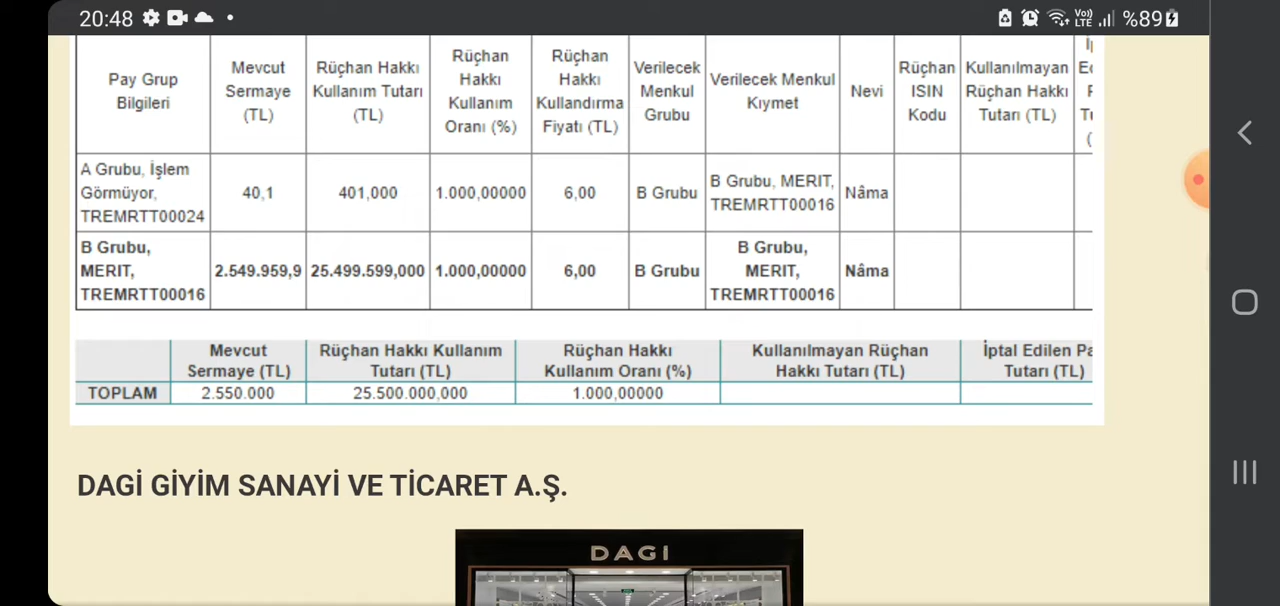 20:48
Vo))
LTE
%89
Pay Grup
Bilgileri
Mevcut
Sermaye
(TL)
Rüçhan Hakkı
Kullanım Tutarı
(TL)
Rüçhan
Hakkı
Kullanım
Oranı (%)
Rüçhan
Hakkı
Kullandırma
Fiyatı (TL)
Verilecek
Menkul
Grubu
Verilecek Menkul
Kıymet
Nevi
Rüçhan
ISIN
Kodu
Kullanılmayan
Rüçhan Hakkı
Tutarı (TL)
A Grubu, İşlem
Görmüyor,
TREMRTT00024
40,1
401,000
1.000,00000
6,00
B Grubu
B Grubu, MERIT,
TREMRTT00016
Nâma
B Grubu,
MERIT,
TREMRTT00016
2.549.959,9
25.499.599,000
1.000,00000
6,00
B Grubu
B Grubu,
MERIT,
TREMRTT00016
Nâma
Mevcut
Sermaye (TL)
Rüçhan Hakkı Kullanım
Tutarı (TL)
Rüçhan Hakkı
Kullanım Oranı (%)
Kullanılmayan Rüçhan
Hakkı Tutarı (TL)
İptal Edilen Pa
Tutarı (TL)
TOPLAM
2.550.000
25.500.000,000
1.000,00000
DAGİ GİYİM SANAYİ VE TİCARET A.Ş.
DAGI